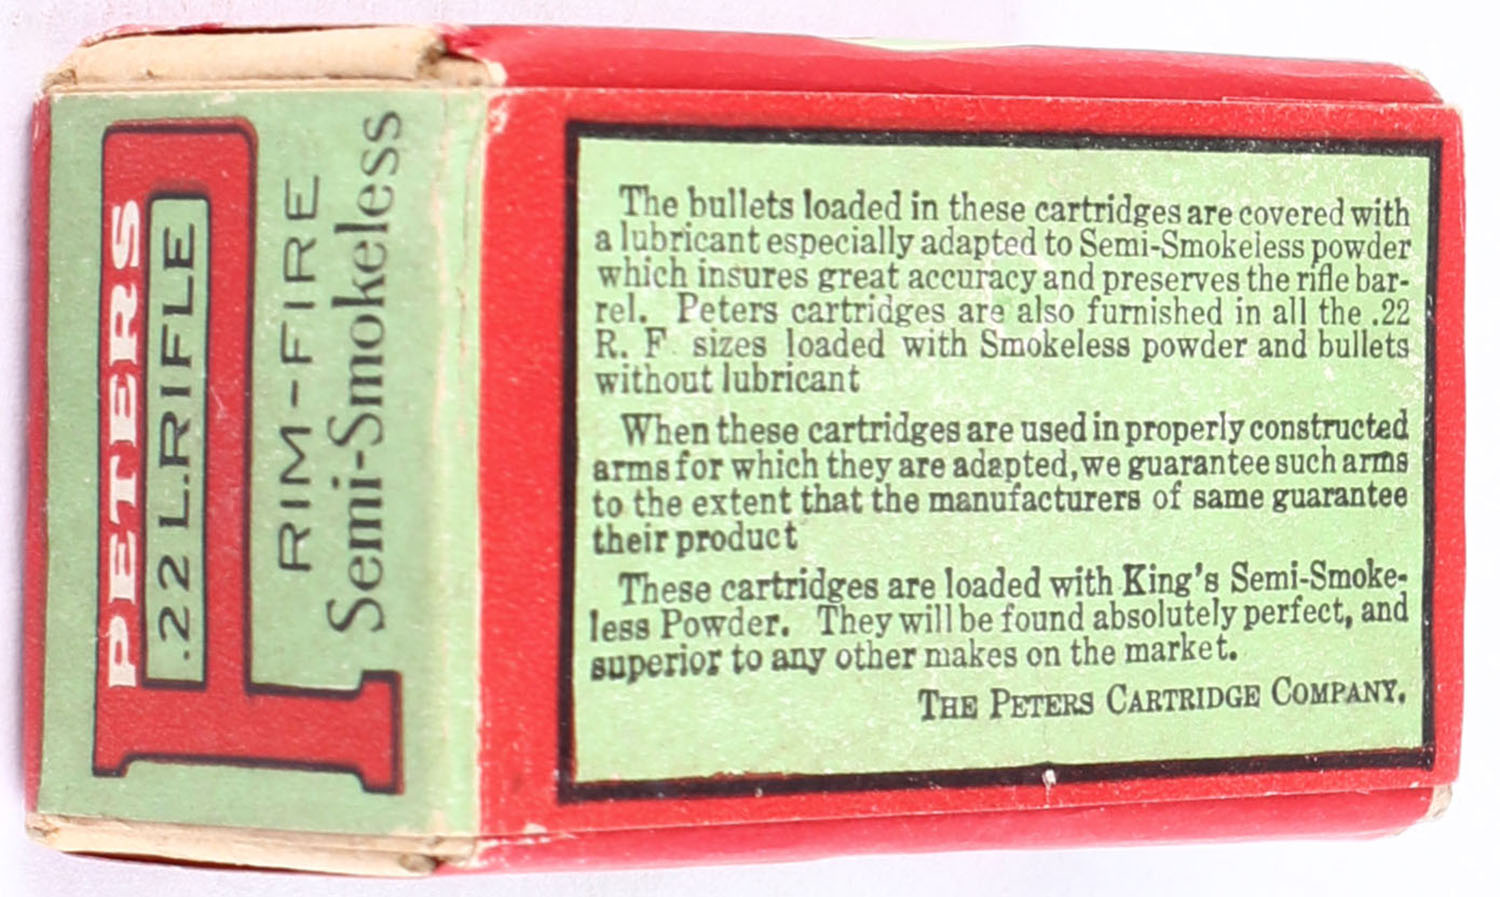 PETERS
.22 L.RIFLE
RIM-FIRE
Semi-Smokeless
The bullets loaded in these cartridges are covered with
a lubricant especially adapted to Semi-Smokeless powder
which insures great accuracy and preserves the rifle bar-
rel. Peters cartridges are also furnished in all the .22
R. F. sizes loaded with Smokeless powder and bullets
without lubricant
When these cartridges are used in properly constructed
arms for which they are adapted, we guarantee such arms
to the extent that the manufacturers of same guarantee
their product
These cartridges are loaded with King's Semi-Smoke-
less Powder. They will be found absolutely perfect, and
superior to any other makes on the market.
THE PETERS CARTRIDGE COMPANY.